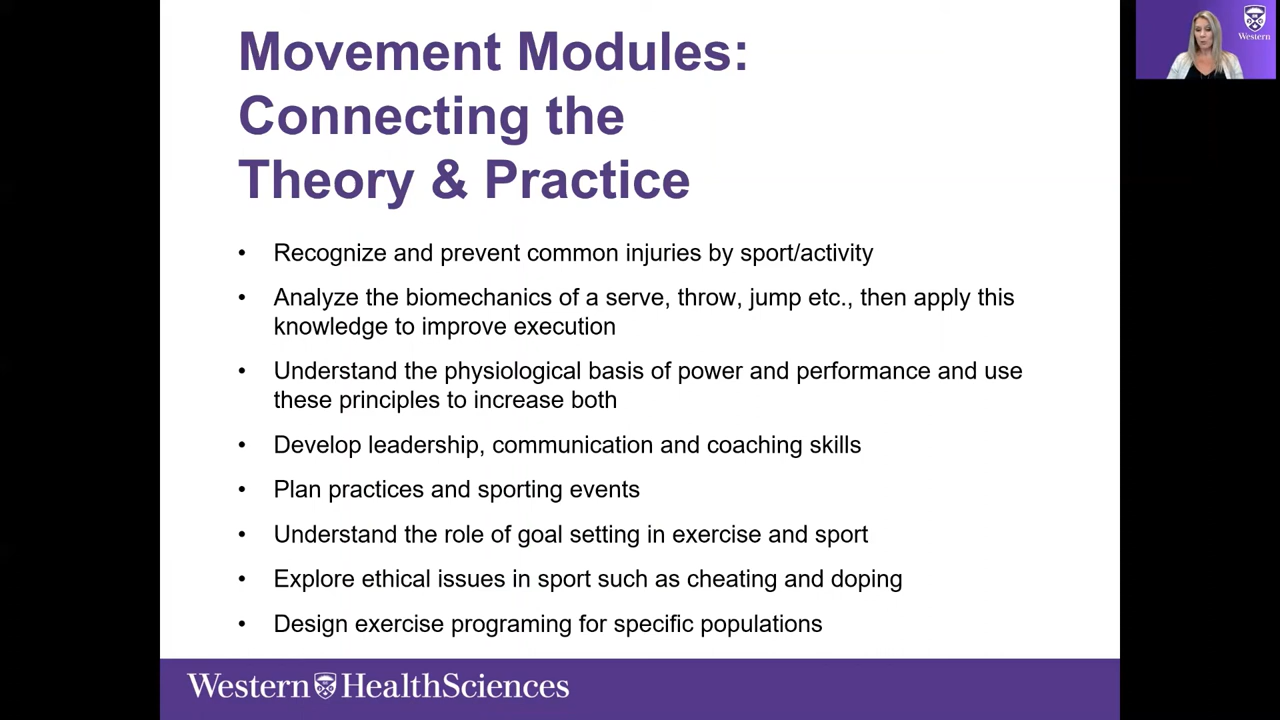 Movement Modules:
Connecting the
Theory & Practice
• Recognize and prevent common injuries by sport/activity
• Analyze the biomechanics of a serve, throw, jump etc., then apply this
knowledge to improve execution
• Understand the physiological basis of power and performance and use
these principles to increase both
• Develop leadership, communication and coaching skills
• Plan practices and sporting events
• Understand the role of goal setting in exercise and sport
• Explore ethical issues in sport such as cheating and doping
• Design exercise programing for specific populations
Western HealthSciences
Western